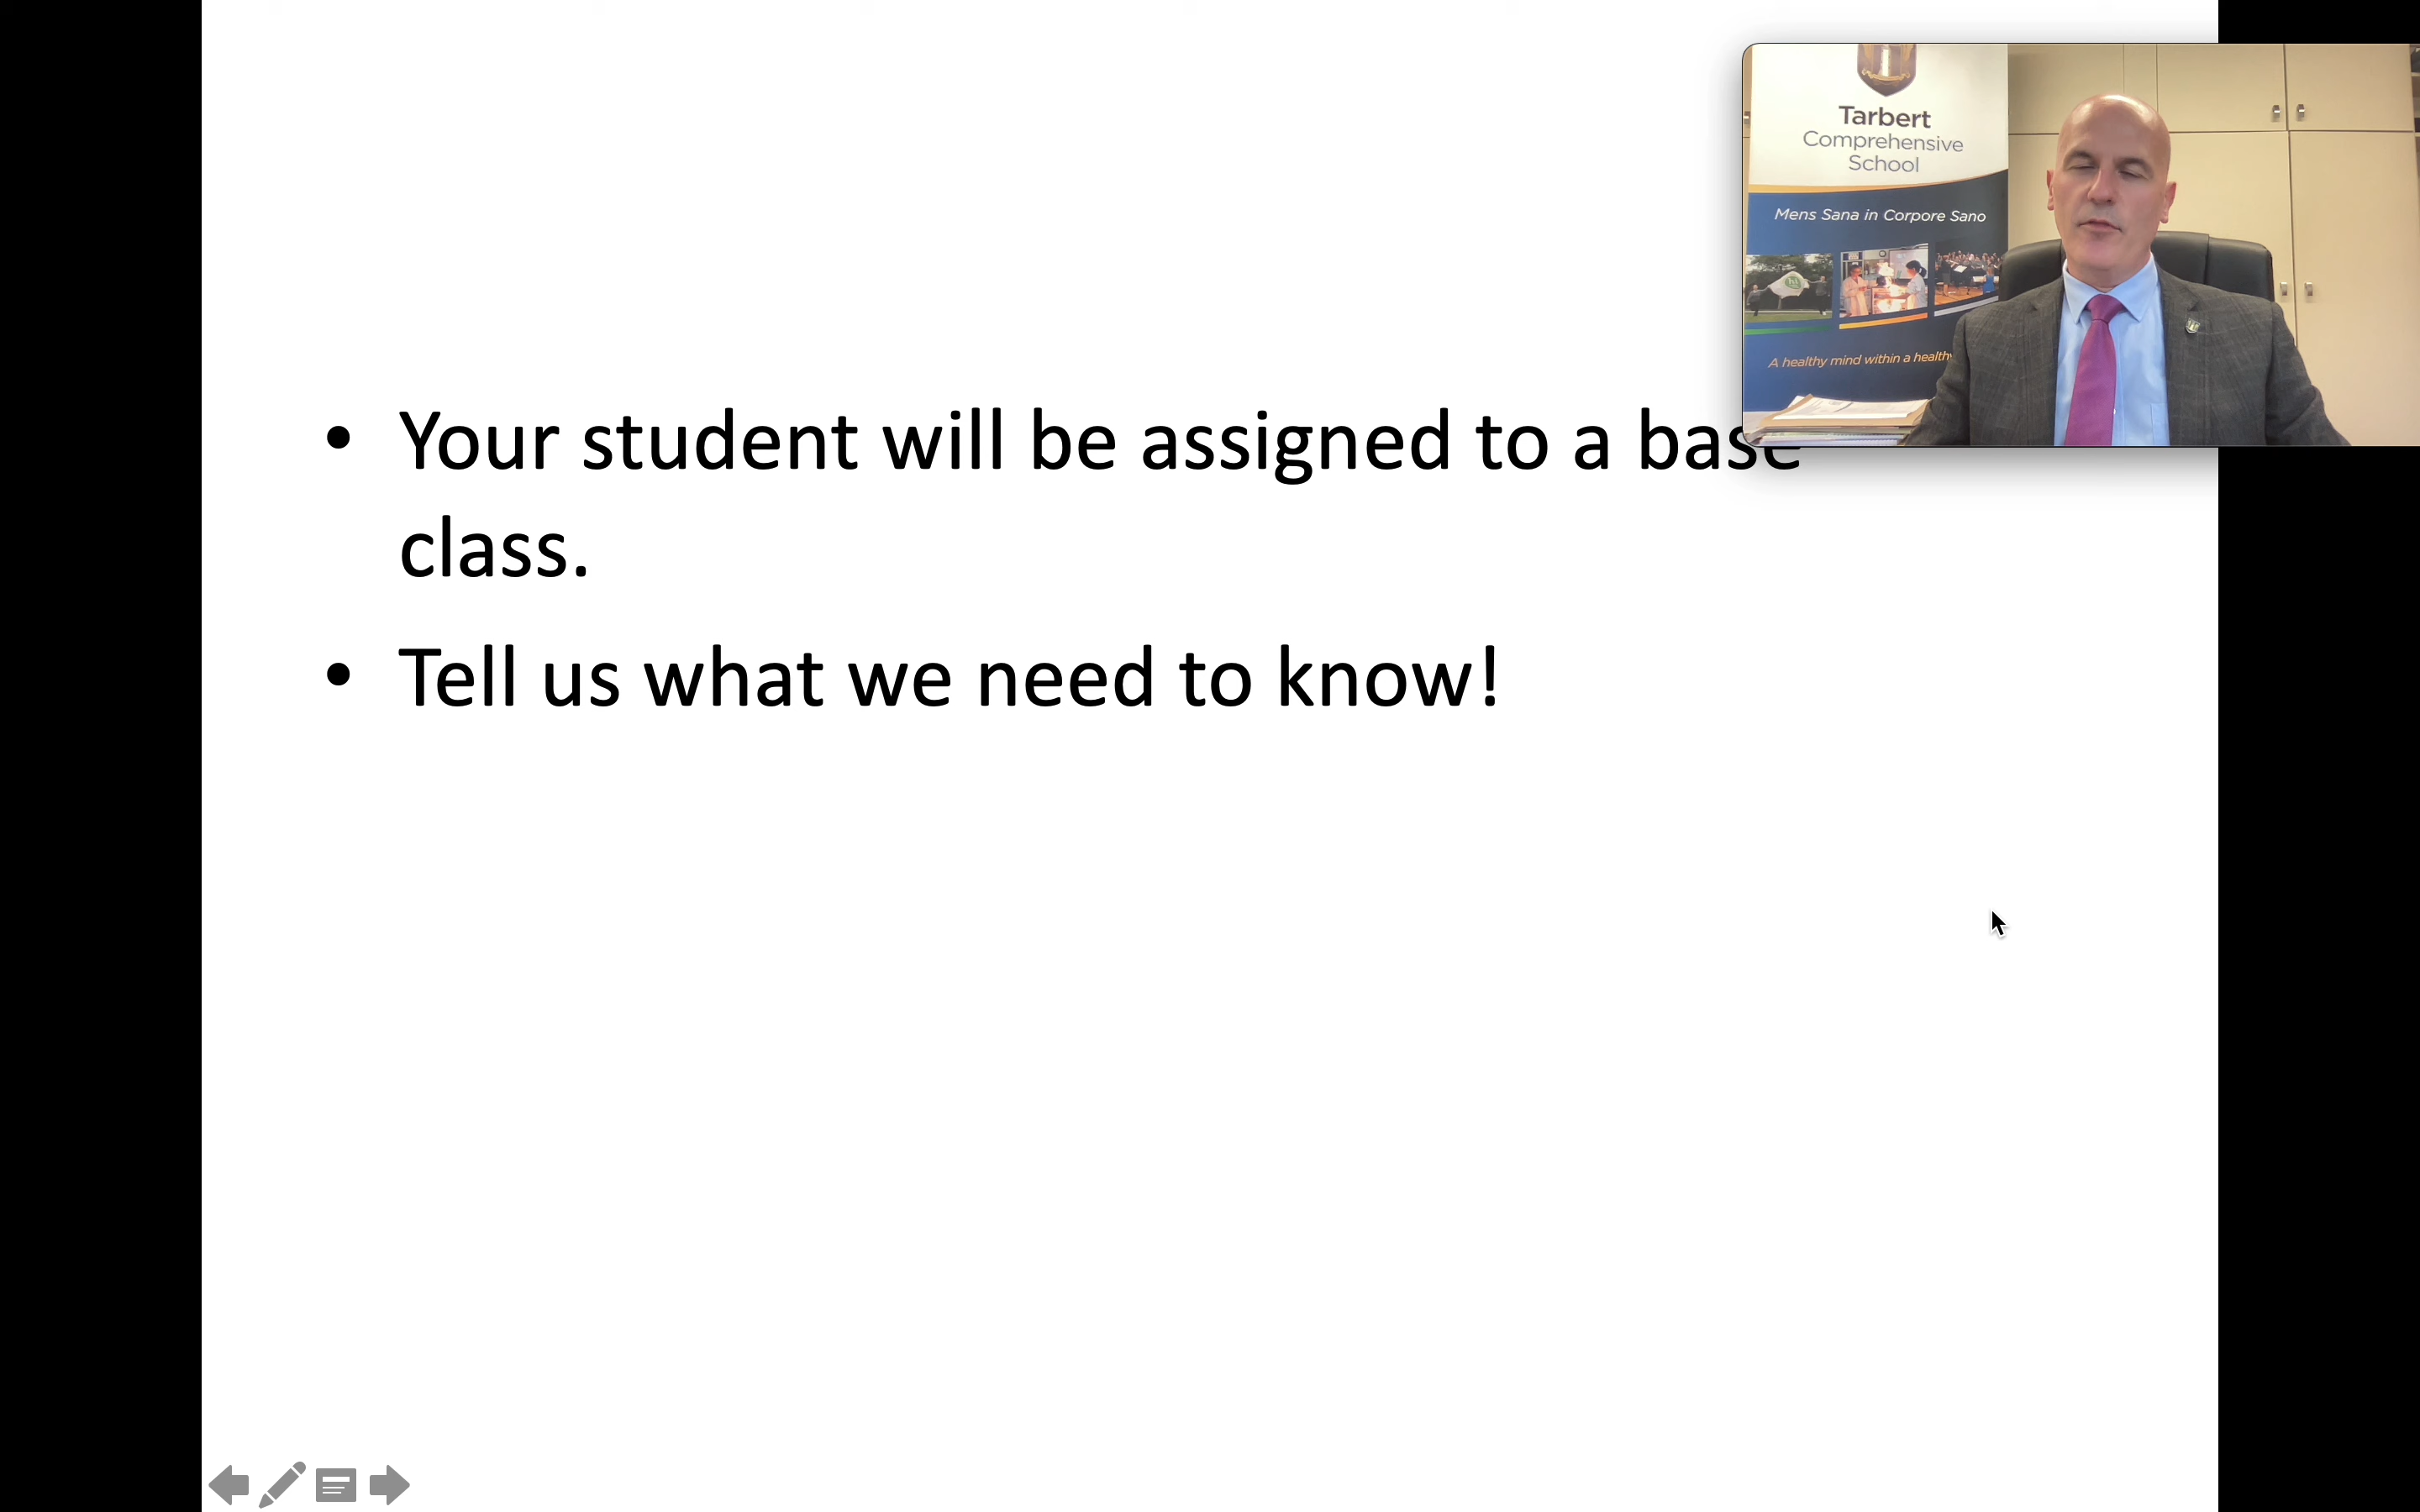 Tarbert
Comprehensive
School
Mens Sana in Corpore Sano
A healthy mind within a healthy
• Your student will be assigned to a base
class.
• Tell us what we need to know!